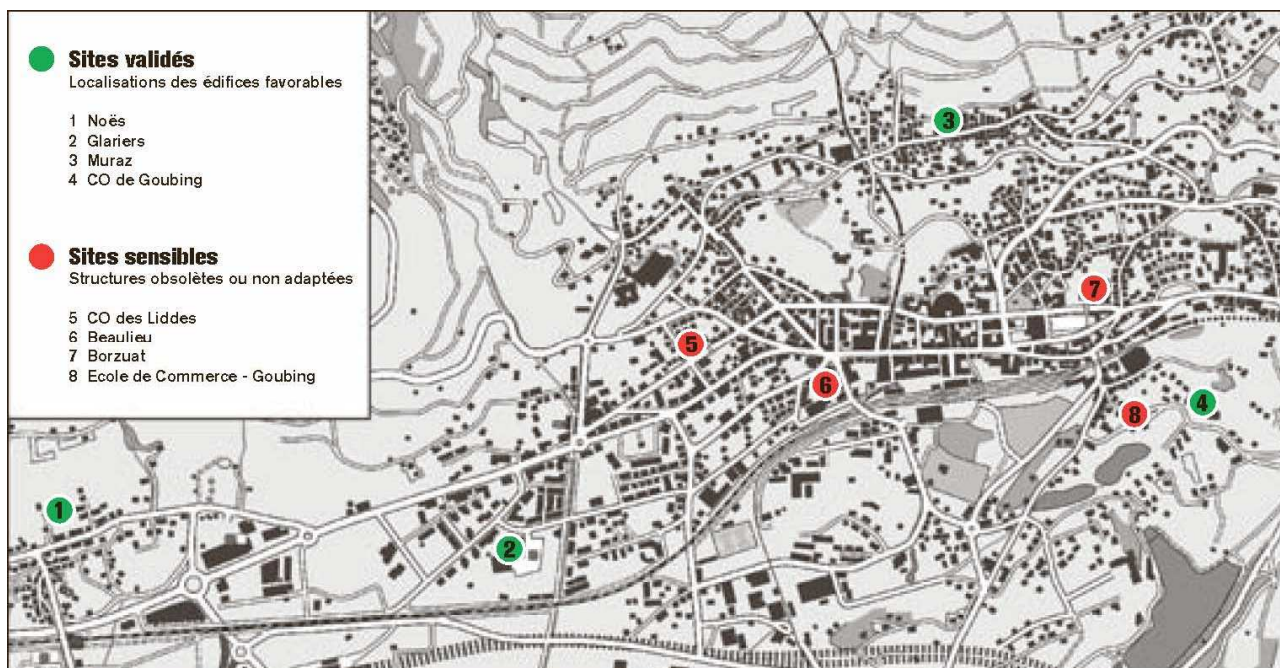 Sites validés
Localisations des édifices favorables
1 Noës
2 Glariers
3 Muraz
4 CO de Goubing
Sites sensibles
Structures obsolètes ou non adaptées
5 CO des Liddes
6 Beaulieu
7 Borzuat
8 Ecole de Commerce - Goubing
3
7
5
6
4
8
1
2